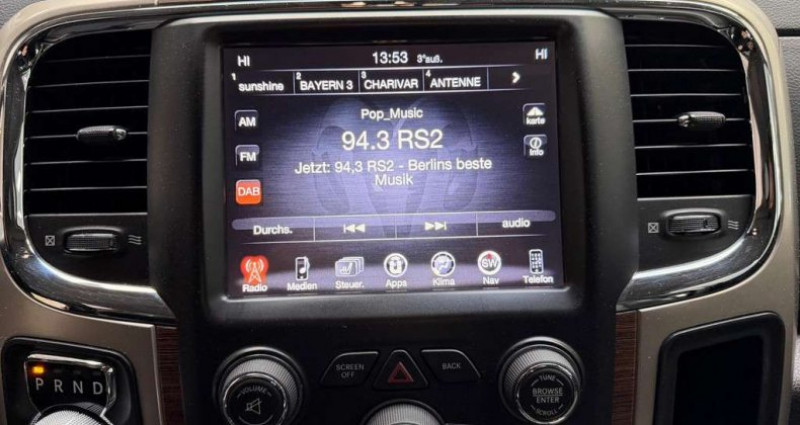 HI 13:53 3°auß. HI
1 sunshine 2 BAYERN 3 3 CHARIVAR 4 ANTENNE >
Pop_Music
AM
94.3 RS2
karte
FM
Info
Jetzt: 94,3 RS2 - Berlins beste
Musik
DAB
Durchs. audio
Radio Medien Steuer. Apps Klima SW Nav Telefon
SCREEN
OFF
BACK
PRND
VOLUME
TUNE
BROWSE
ENTER
SCROLL